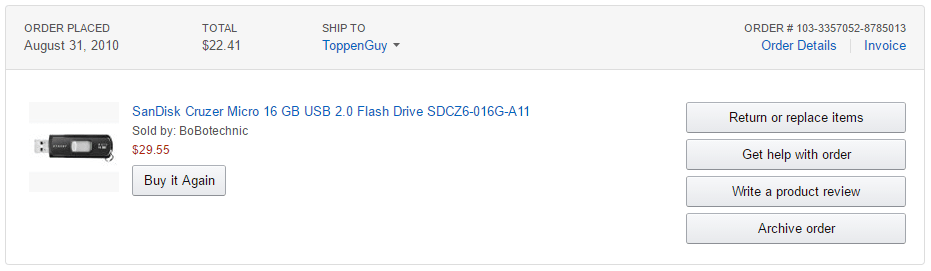 ORDER PLACED
August 31, 2010
TOTAL
$22.41
SHIP TO
ToppenGuy
ORDER # 103-3357052-8785013
Order Details
Invoice
SanDisk Cruzer Micro 16 GB USB 2.0 Flash Drive SDCZ6-016G-A11
Sold by: BoBotechnic
$29.55
Buy it Again
Return or replace items
Get help with order
Write a product review
Archive order